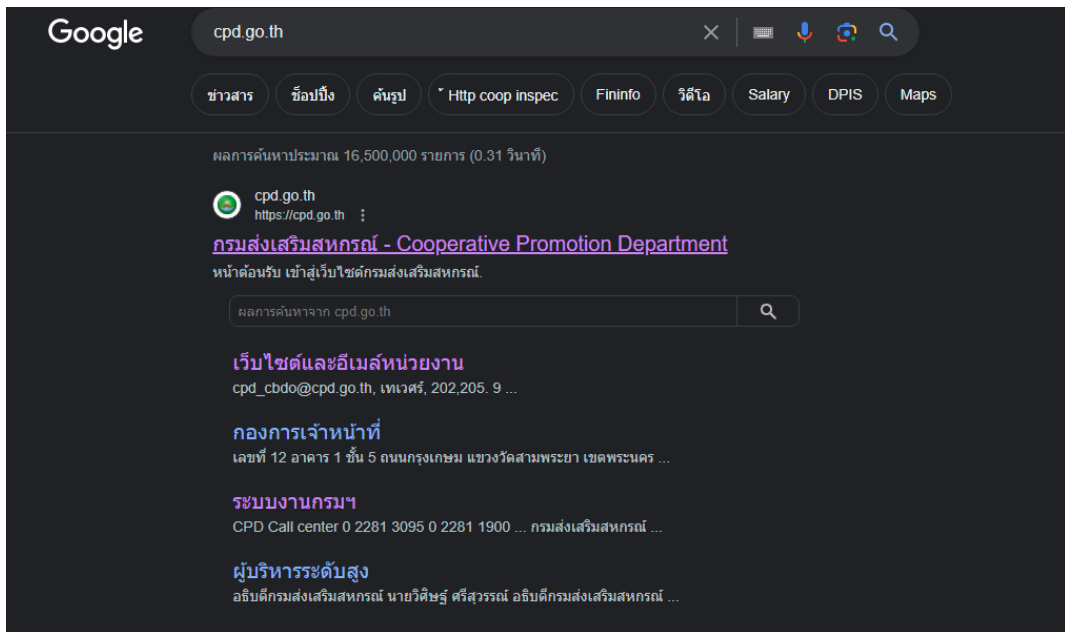 Google
cpd.go.th
ข่าวสาร ช็อปปิ้ง ค้นรูป ้ Http coop inspec Fininfo วิดีโอ Salary DPIS Maps
ผลการค้นหาประมาณ 16,500,000 รายการ (0.31 วินาที)
cpd.go.th
https://cpd.go.th
กรมส่งเสริมสหกรณ์ - Cooperative Promotion Department
หน้าต้อนรับ เข้าสู่เว็บไซต์กรมส่งเสริมสหกรณ์.
ผลการค้นหาจาก cpd.go.th
เว็บไซต์และอีเมล์หน่วยงาน
cpd_cbdo@cpd.go.th, เทเวศร์, 202,205. 9 ...
กองการเจ้าหน้าที่
เลขที่ 12 อาคาร 1 ชั้น 5 ถนนกรุงเกษม แขวงวัดสามพระยา เขตพระนคร ...
ระบบงานกรมฯ
CPD Call center 0 2281 3095 0 2281 1900 ... กรมส่งเสริมสหกรณ์ ...
ผู้บริหารระดับสูง
อธิบดีกรมส่งเสริมสหกรณ์ นายวิศิษฐ์ ศรีสุวรรณ์ อธิบดีกรมส่งเสริมสหกรณ์ ...